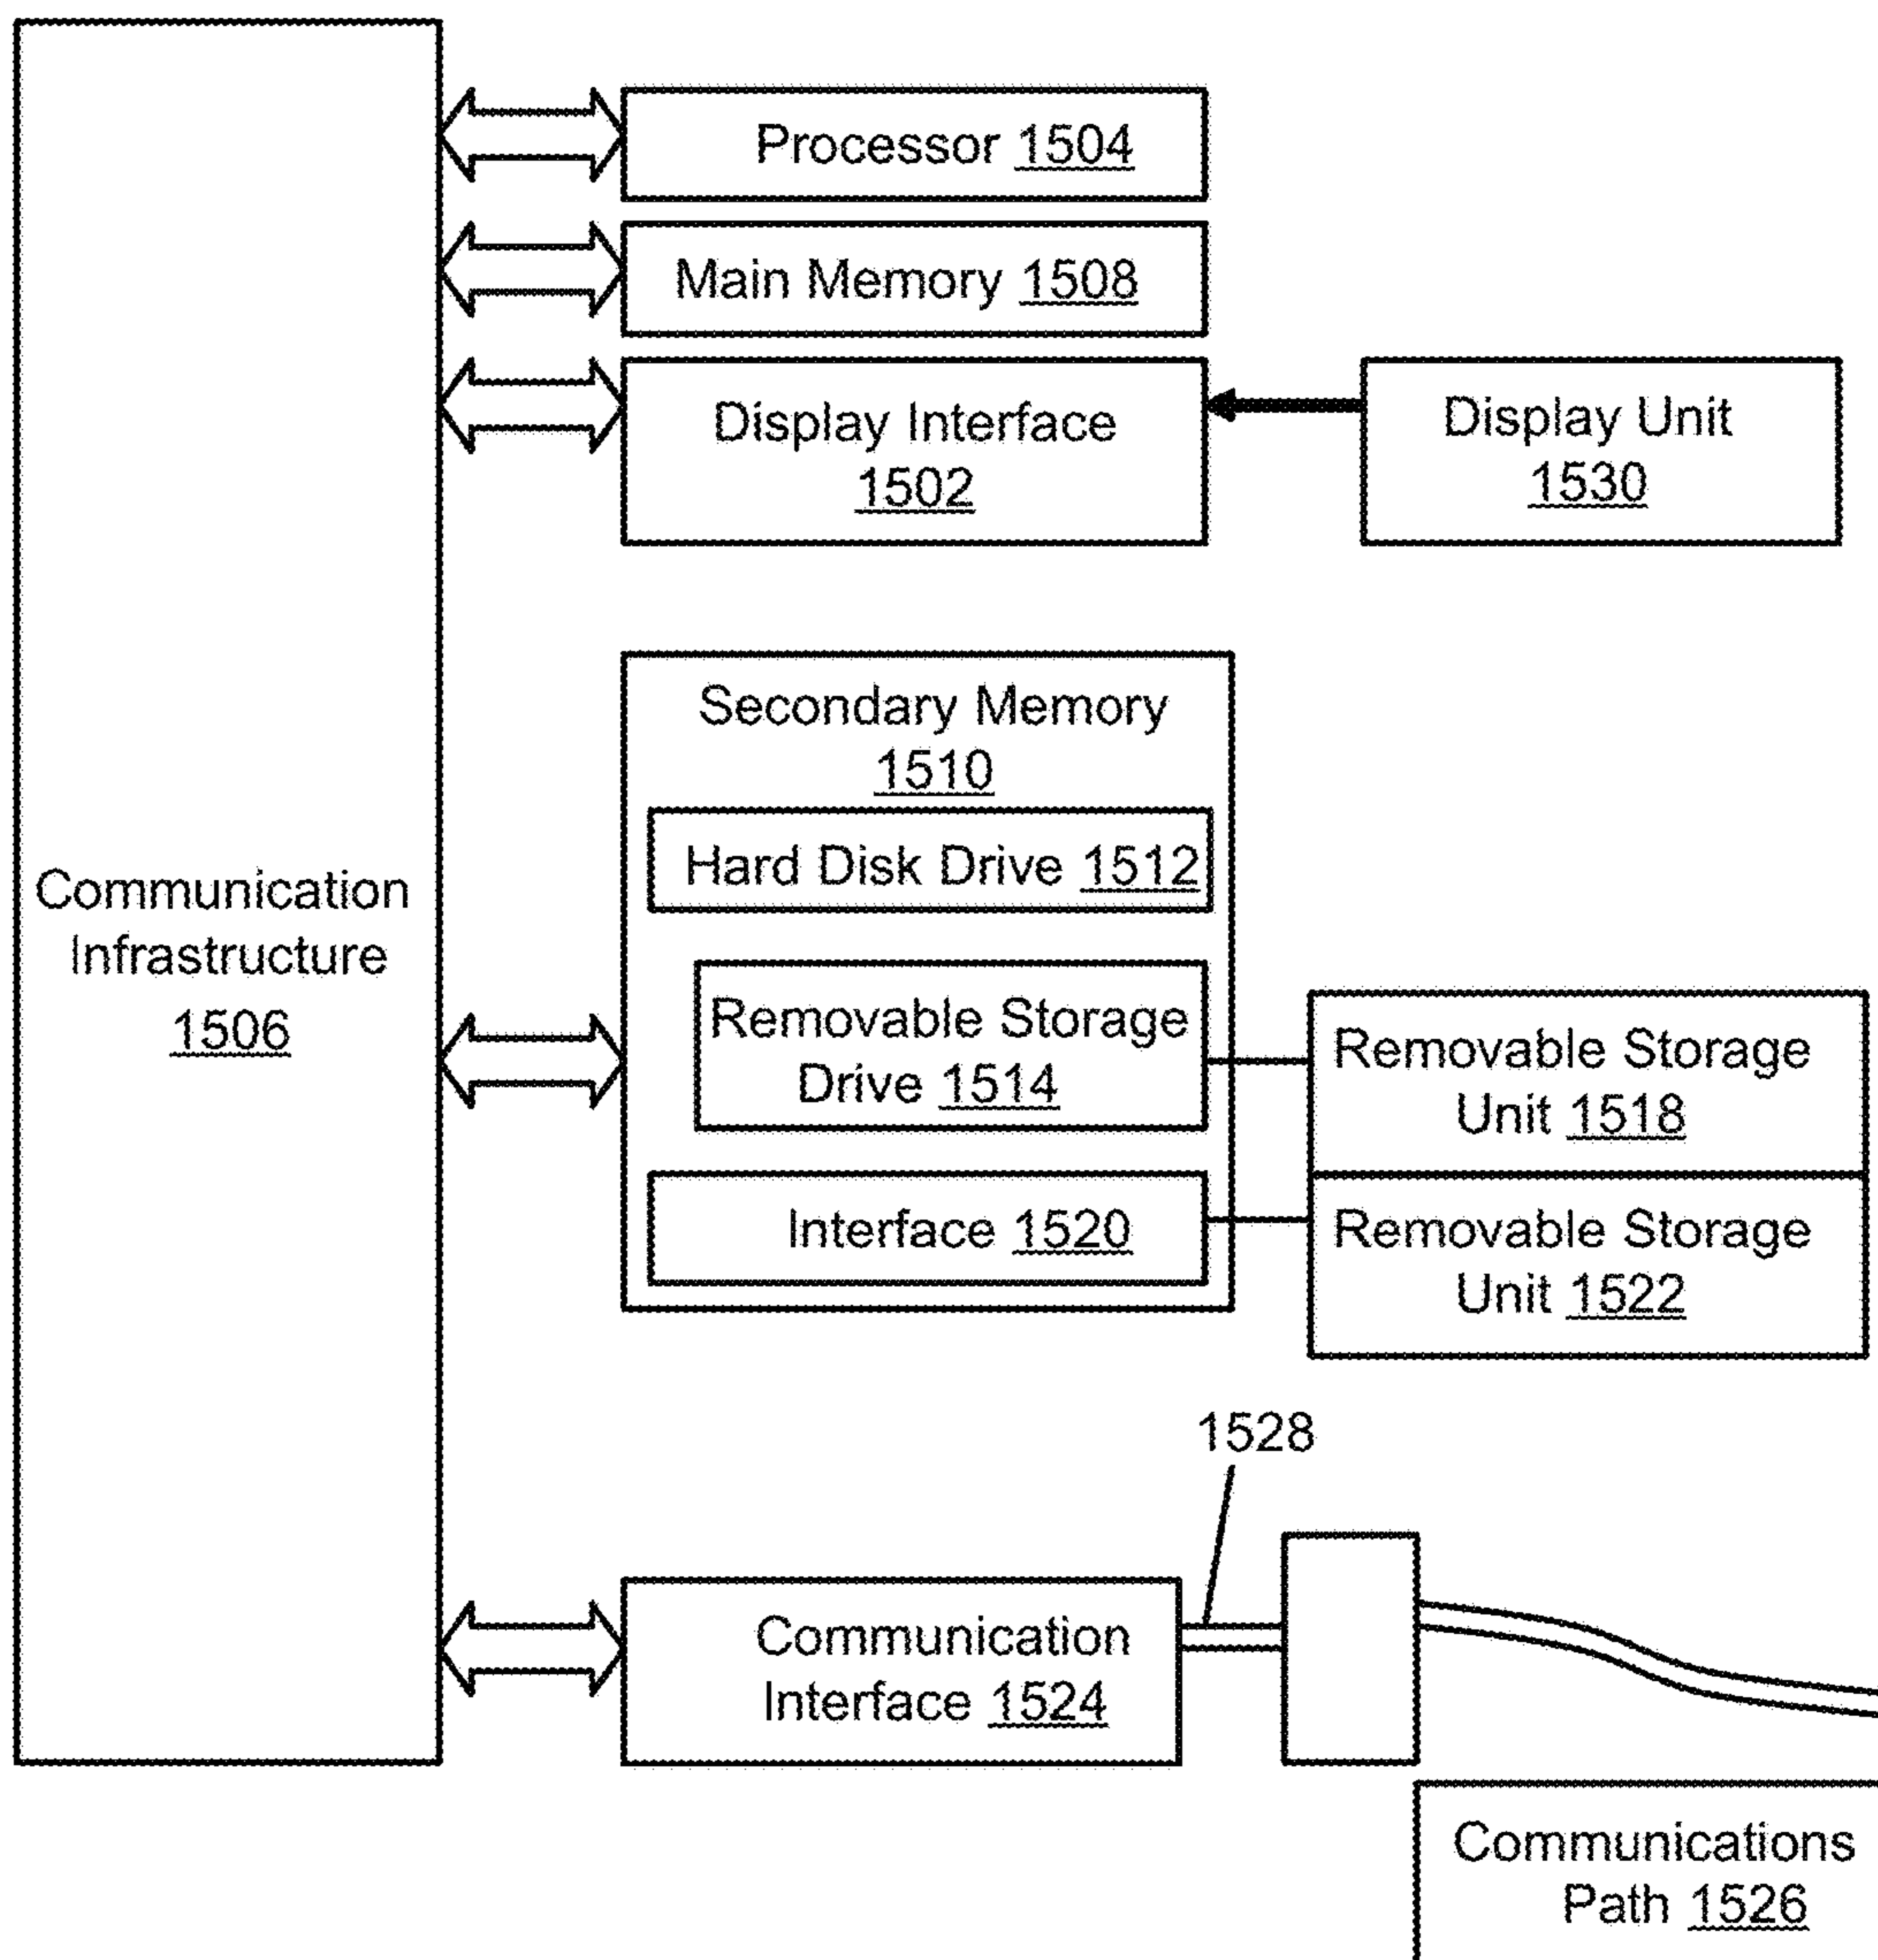 Processor 1504
Main Memory 1508
Display Interface
1502
Display Unit
1530
Secondary Memory
1510
Hard Disk Drive 1512
Communication
Infrastructure
1506
Removable Storage
Drive 1514
Removable Storage
Unit 1518
Interface 1520
Removable Storage
Unit 1522
1528
Communication
Interface 1524
Communications
Path 1526